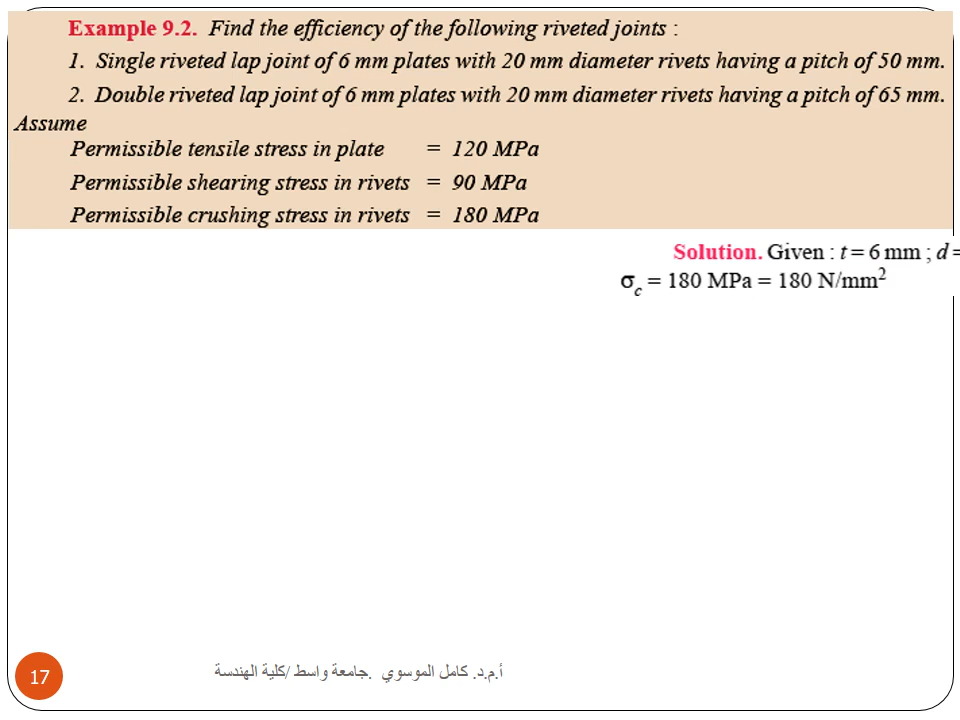 Example 9.2. Find the efficiency of the following riveted joints :
1. Single riveted lap joint of 6 mm plates with 20 mm diameter rivets having a pitch of 50 mm.
2. Double riveted lap joint of 6 mm plates with 20 mm diameter rivets having a pitch of 65 mm.
Assume
Permissible tensile stress in plate = 120 MPa
Permissible shearing stress in rivets = 90 MPa
Permissible crushing stress in rivets = 180 MPa
Solution. Given : t = 6 mm ; d =
σc = 180 MPa = 180 N/mm²
أ.م.د. كامل الموسوي .جامعة واسط /كلية الهندسة
17